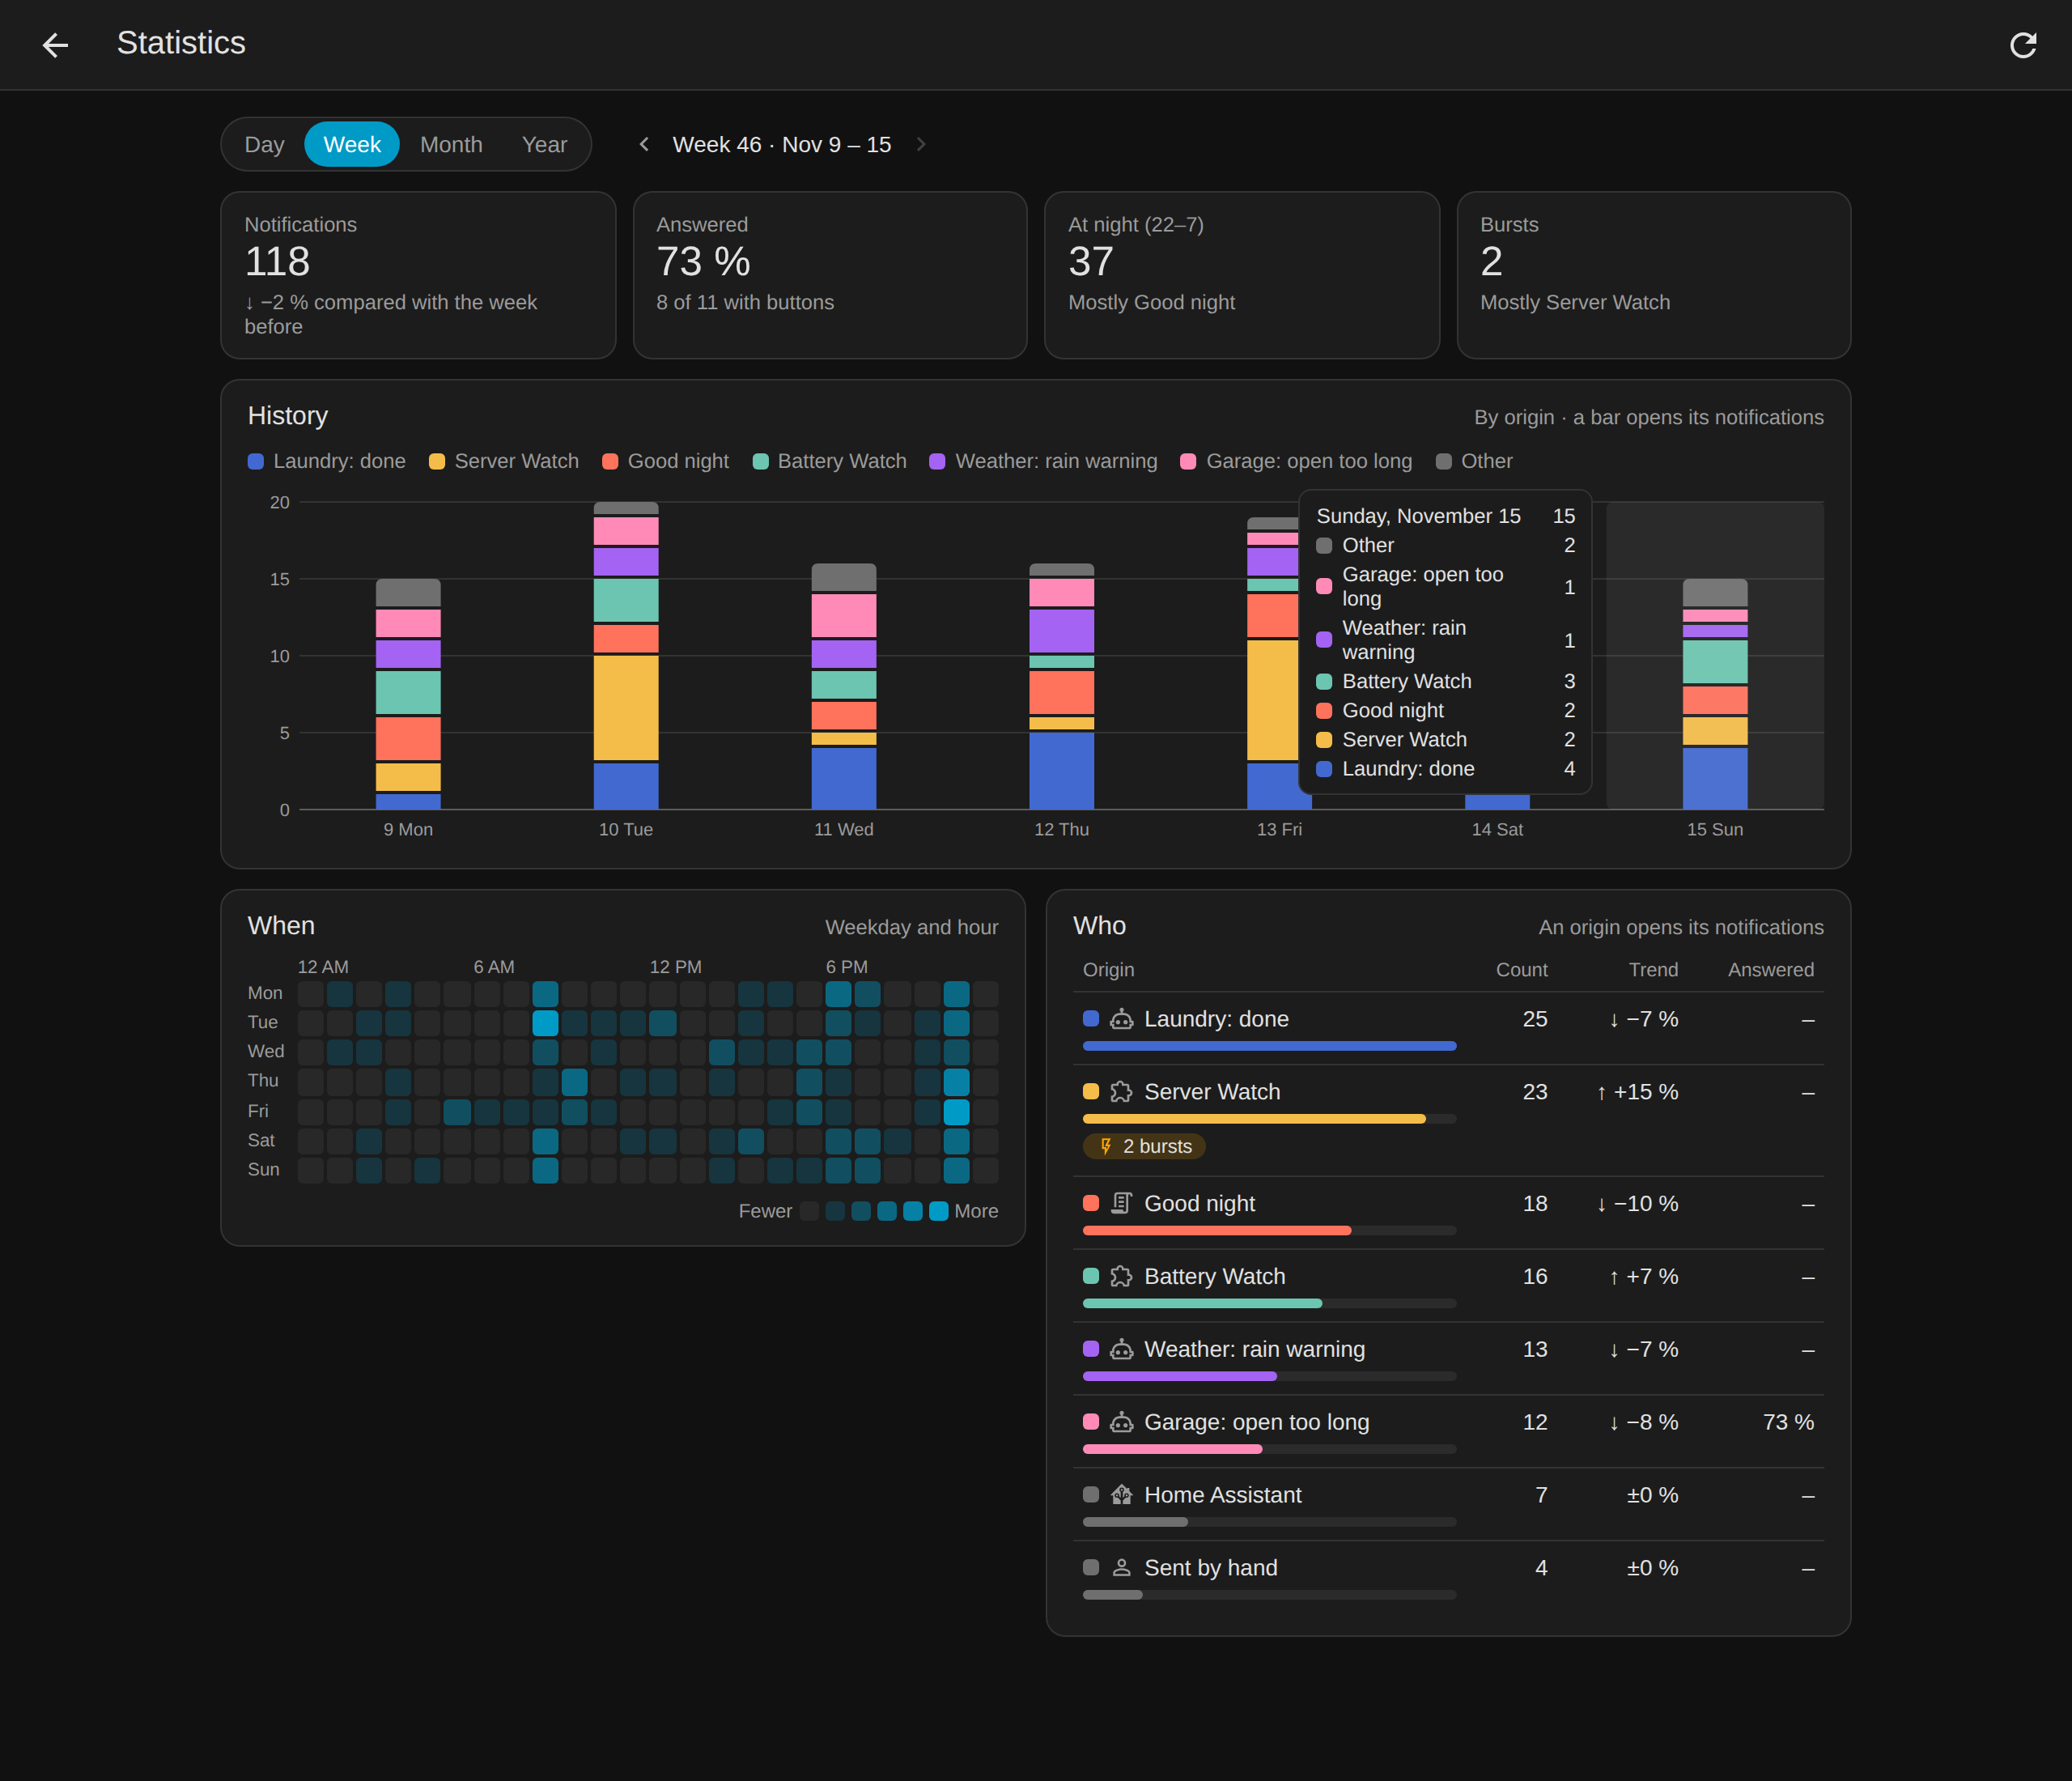 Statistics
Day Week Month Year
Week 46 · Nov 9 – 15
Notifications
118
↓ −2 % compared with the week
before
Answered
73 %
8 of 11 with buttons
At night (22–7)
37
Mostly Good night
Bursts
2
Mostly Server Watch
History
By origin · a bar opens its notifications
Laundry: done Server Watch Good night Battery Watch Weather: rain warning Garage: open too long Other
20
15
10
5
0
Sunday, November 15 15
Other 2
Garage: open too
long 1
Weather: rain
warning 1
Battery Watch 3
Good night 2
Server Watch 2
Laundry: done 4
9 Mon 10 Tue 11 Wed 12 Thu 13 Fri 14 Sat 15 Sun
When
Weekday and hour
12 AM 6 AM 12 PM 6 PM
Mon
Tue
Wed
Thu
Fri
Sat
Sun
Fewer More
Who
An origin opens its notifications
Origin Count Trend Answered
Laundry: done 25 ↓ −7 % –
Server Watch 23 ↑ +15 % –
2 bursts
Good night 18 ↓ −10 % –
Battery Watch 16 ↑ +7 % –
Weather: rain warning 13 ↓ −7 % –
Garage: open too long 12 ↓ −8 % 73 %
Home Assistant 7 ±0 % –
Sent by hand 4 ±0 % –